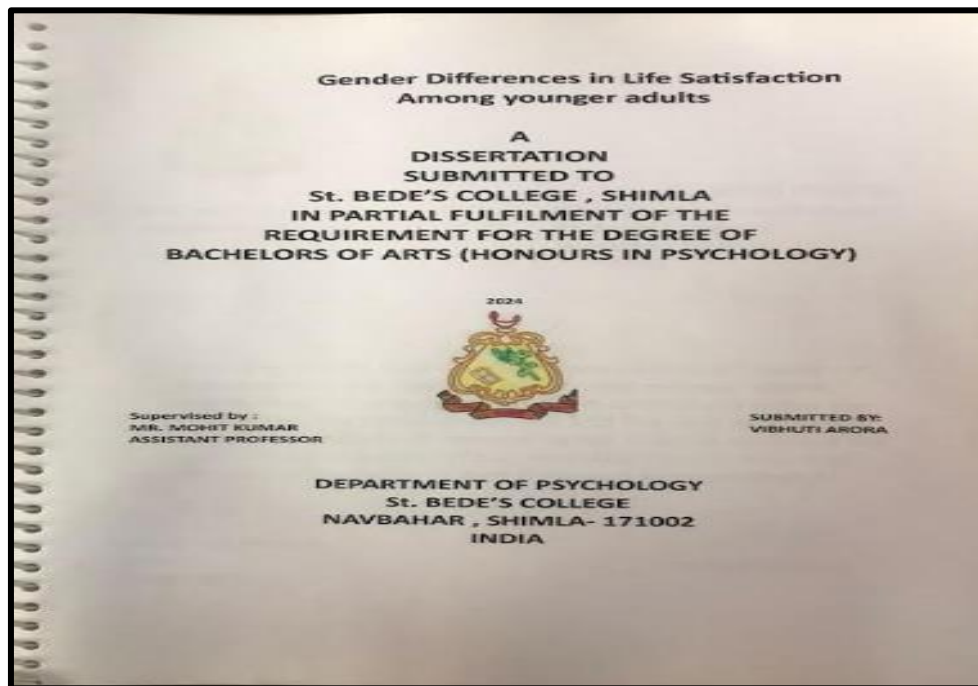 Gender Differences in Life Satisfaction
Among younger adults
A
DISSERTATION
SUBMITTED TO
St. BEDE'S COLLEGE , SHIMLA
IN PARTIAL FULFILMENT OF THE
REQUIREMENT FOR THE DEGREE OF
BACHELORS OF ARTS (HONOURS IN PSYCHOLOGY)
2024
Supervised by :
MR. MOHIT KUMAR
ASSISTANT PROFESSOR
SUBMITTED BY:
VIBHUTI ARORA
DEPARTMENT OF PSYCHOLOGY
St. BEDE'S COLLEGE
NAVBAHAR , SHIMLA- 171002
INDIA